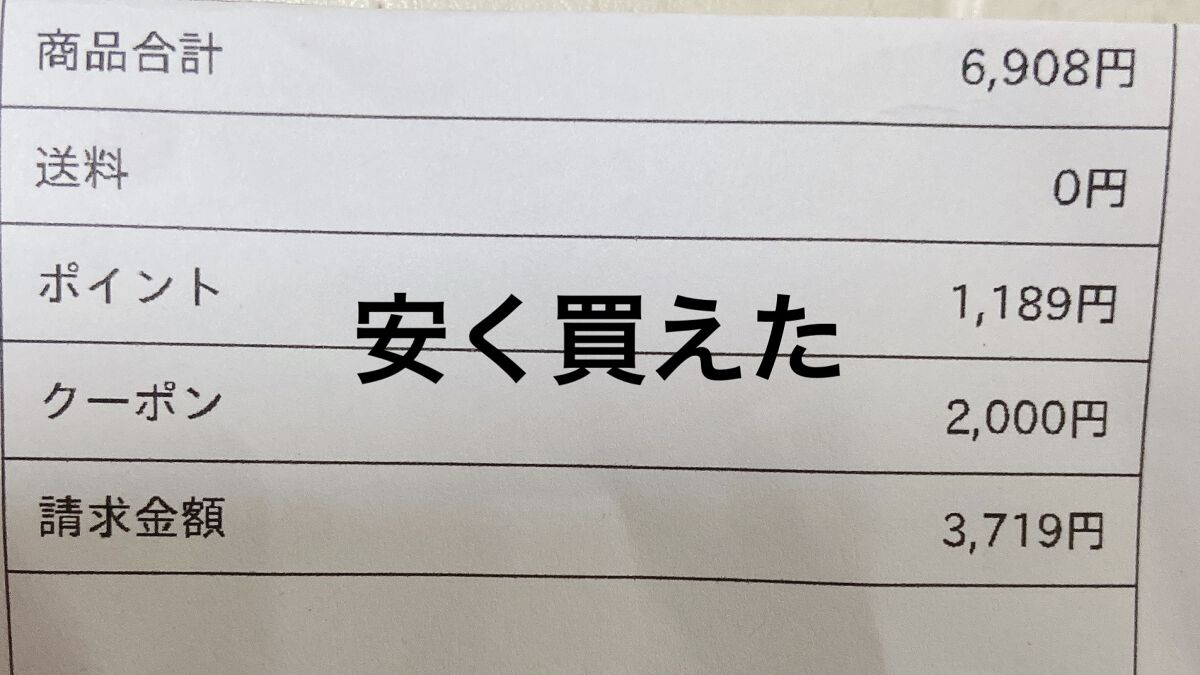 商品合計 6,908円
送料 0円
ポイント 1,189円
安く買えた
クーポン 2,000円
請求金額 3,719円